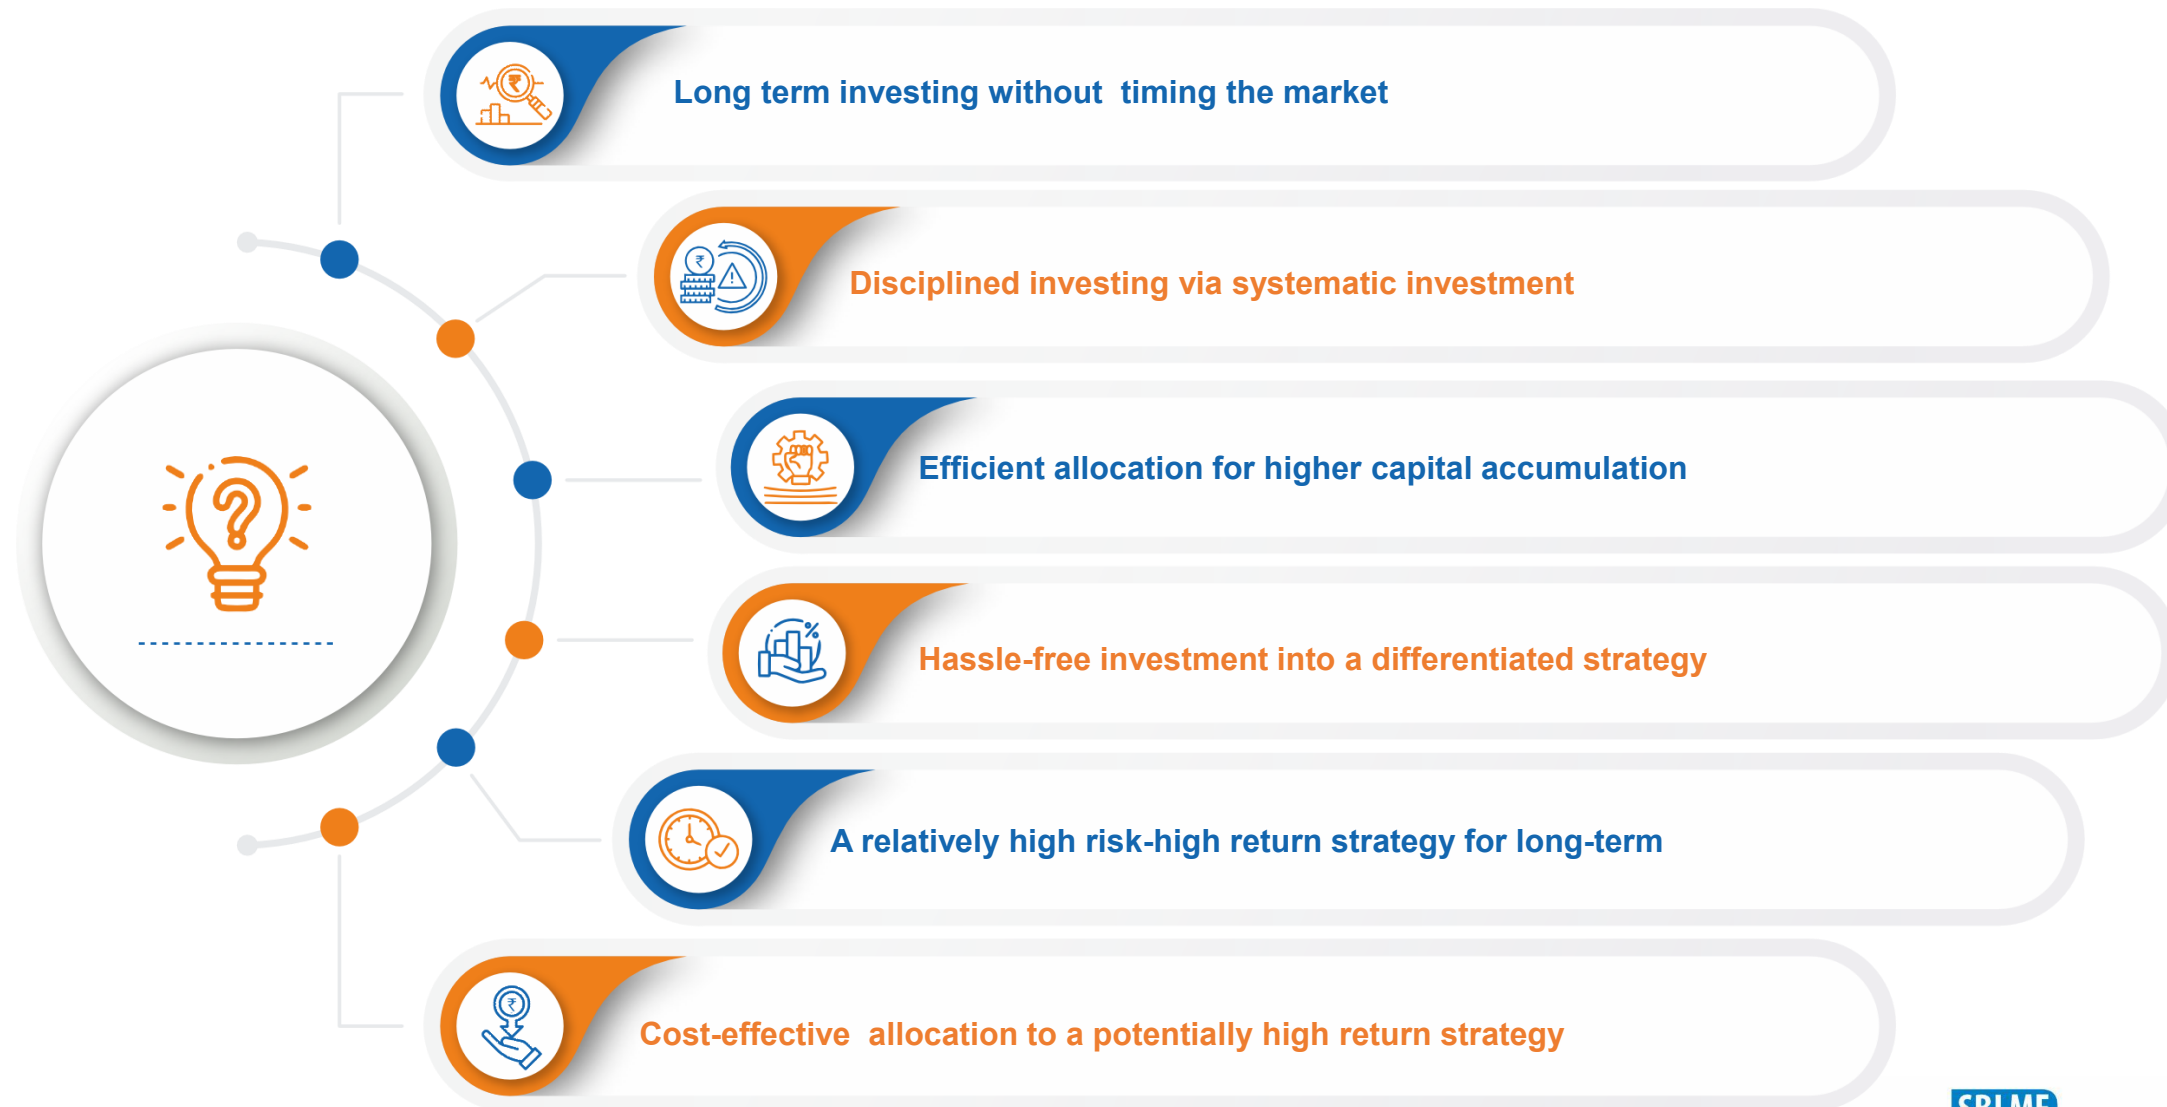 Long term investing without  timing the market
Disciplined investing via systematic investment
Efficient allocation for higher capital accumulation
Hassle-free investment into a differentiated strategy
A relatively high risk-high return strategy for long-term
Cost-effective  allocation to a potentially high return strategy
SBI MF